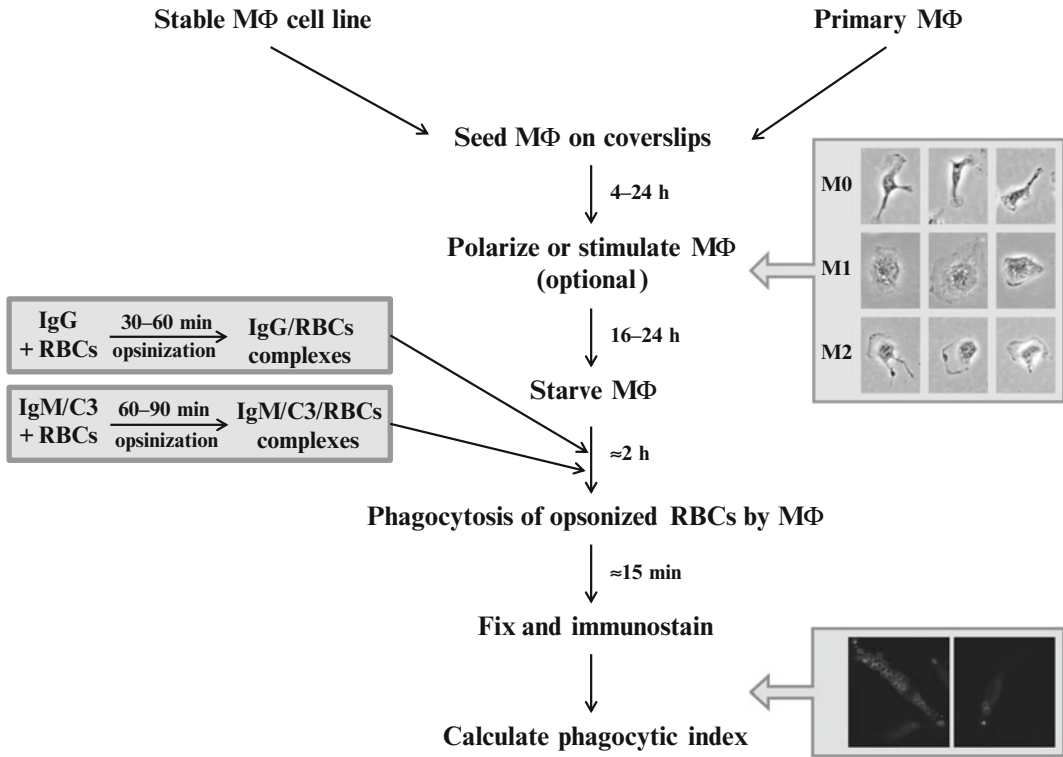 Stable MΦ cell line
Primary MΦ
Seed MΦ on coverslips
4–24 h
Polarize or stimulate MΦ
(optional)
M0
M1
M2
16–24 h
IgG
+ RBCs
30–60 min
opsinization
IgG/RBCs
complexes
Starve MΦ
IgM/C3
+ RBCs
60–90 min
opsinization
IgM/C3/RBCs
complexes
≈2 h
Phagocytosis of opsonized RBCs by MΦ
≈15 min
Fix and immunostain
Calculate phagocytic index